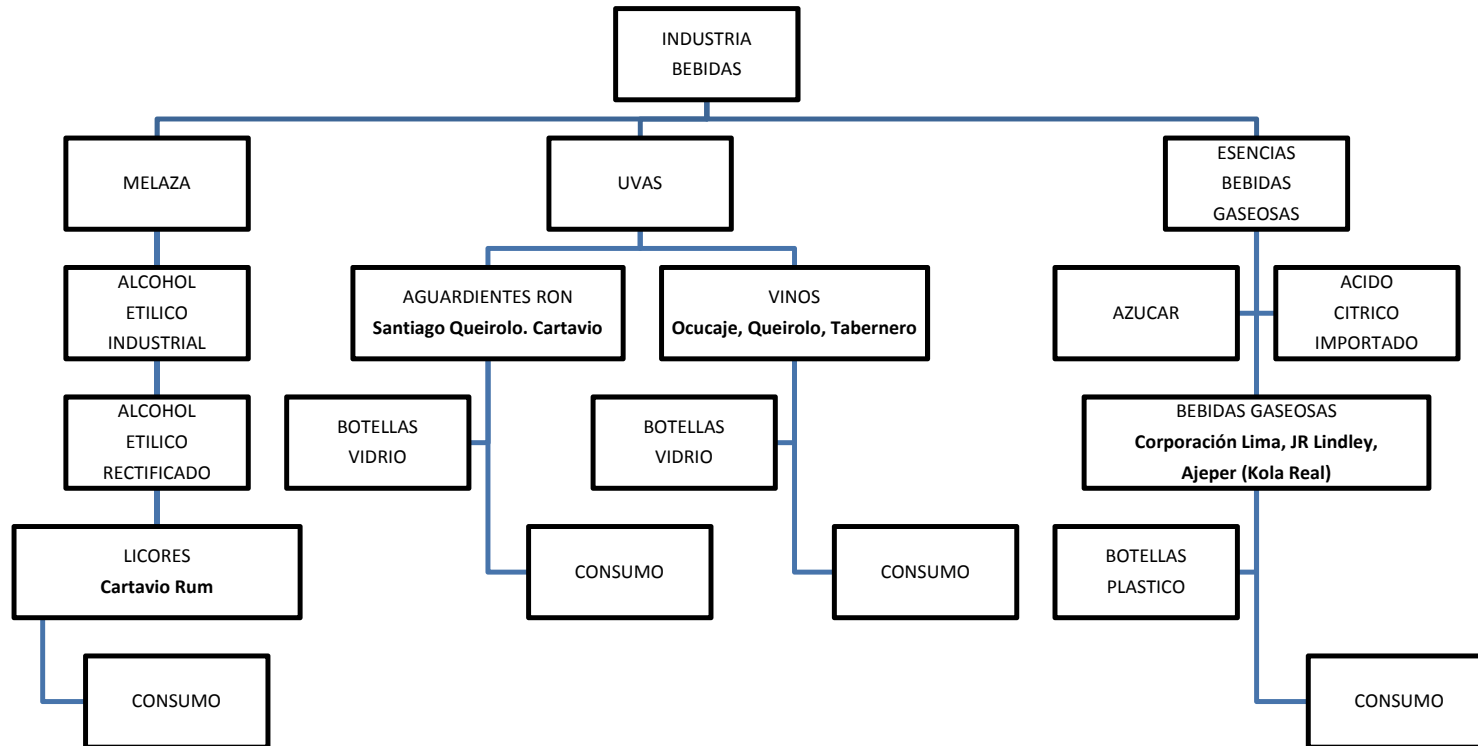 INDUSTRIA
BEBIDAS
MELAZA
UVAS
ESENCIAS
BEBIDAS
GASEOSAS
ALCOHOL
ETILICO
INDUSTRIAL
AGUARDIENTES RON
Santiago Queirolo. Cartavio
VINOS
Ocucaje, Queirolo, Tabernero
AZUCAR
ACIDO
CITRICO
IMPORTADO
ALCOHOL
ETILICO
RECTIFICADO
BOTELLAS
VIDRIO
BOTELLAS
VIDRIO
BEBIDAS GASEOSAS
Corporación Lima, JR Lindley,
Ajeper (Kola Real)
LICORES
Cartavio Rum
CONSUMO
CONSUMO
BOTELLAS
PLASTICO
CONSUMO
CONSUMO